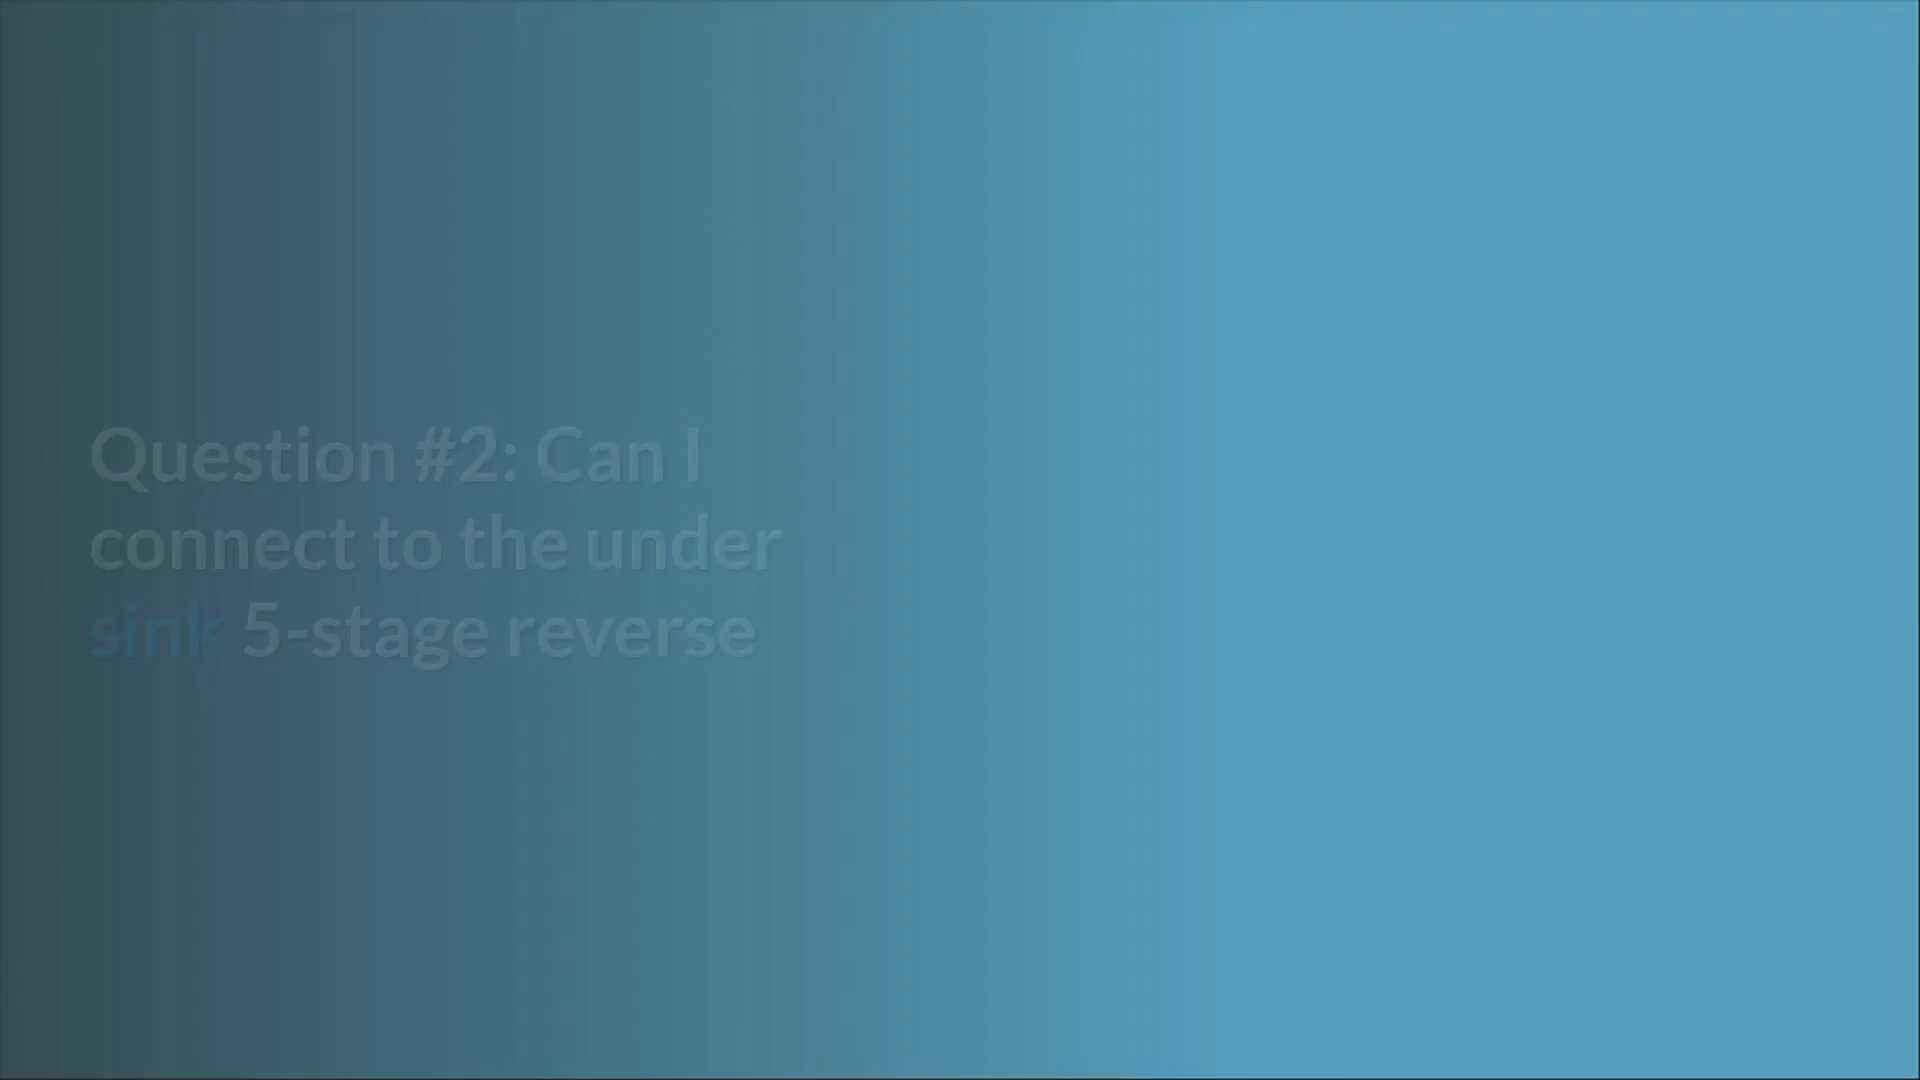 Question #2: Can I
connect to the under
sink 5-stage reverse